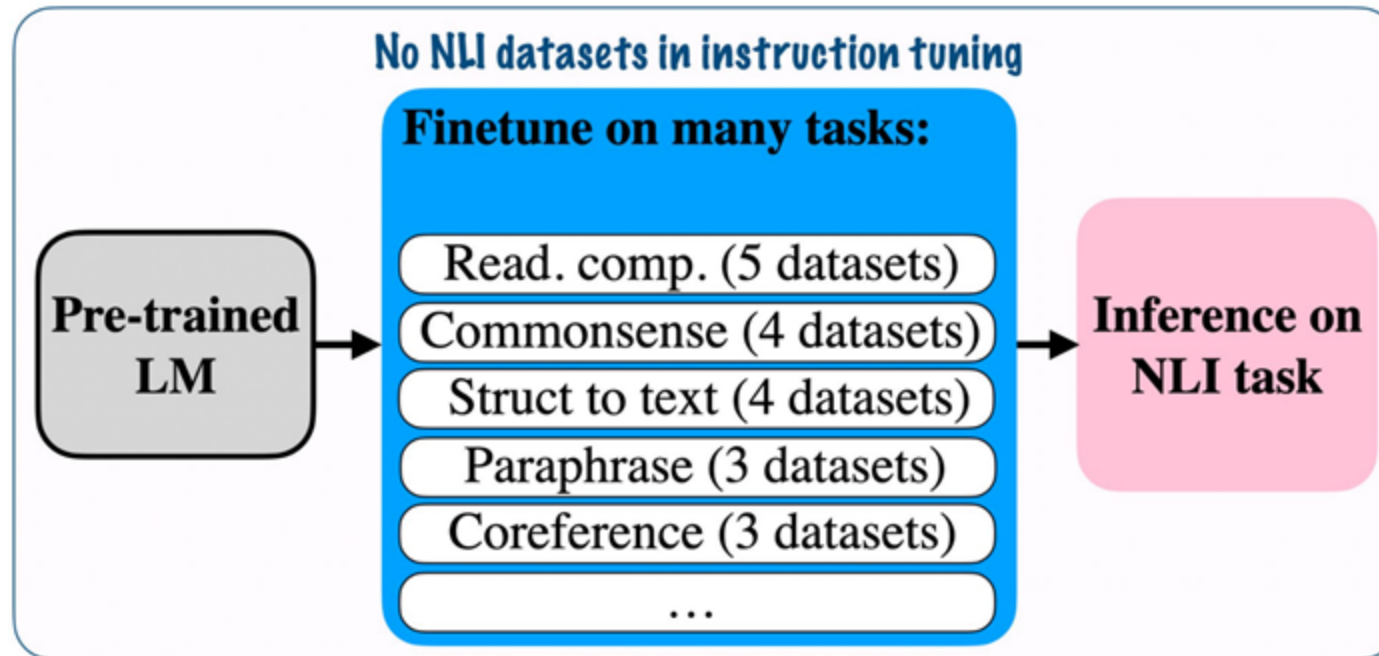 No NLI datasets in instruction tuning
Finetune on many tasks:
Read. comp. (5 datasets)
Commonsense (4 datasets)
Struct to text (4 datasets)
Paraphrase (3 datasets)
Coreference (3 datasets)
…
Pre-trained
LM
Inference on
NLI task